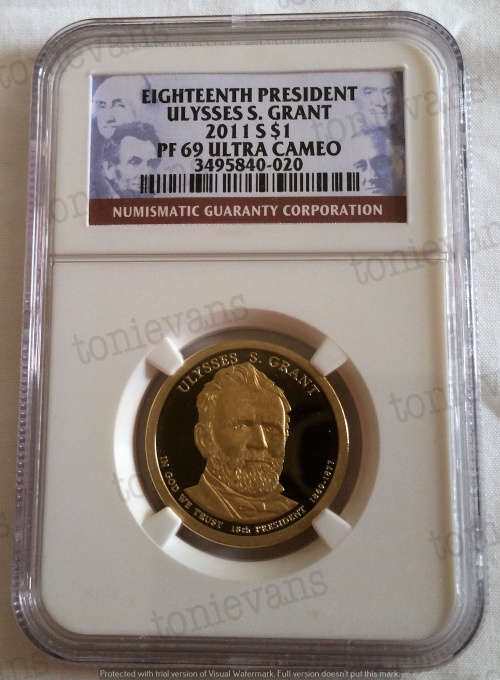 EIGHTEENTH PRESIDENT
ULYSSES S. GRANT
2011 S $1
PF 69 ULTRA CAMEO
3495840-020
NUMISMATIC GUARANTY CORPORATION
ULYSSES S. GRANT
IN GOD WE TRUST 18th PRESIDENT 1869-1877
tonievans
tonievans
tonievans
tonievans
Protected with trial version of Visual Watermark. Full version doesn't put this mark.